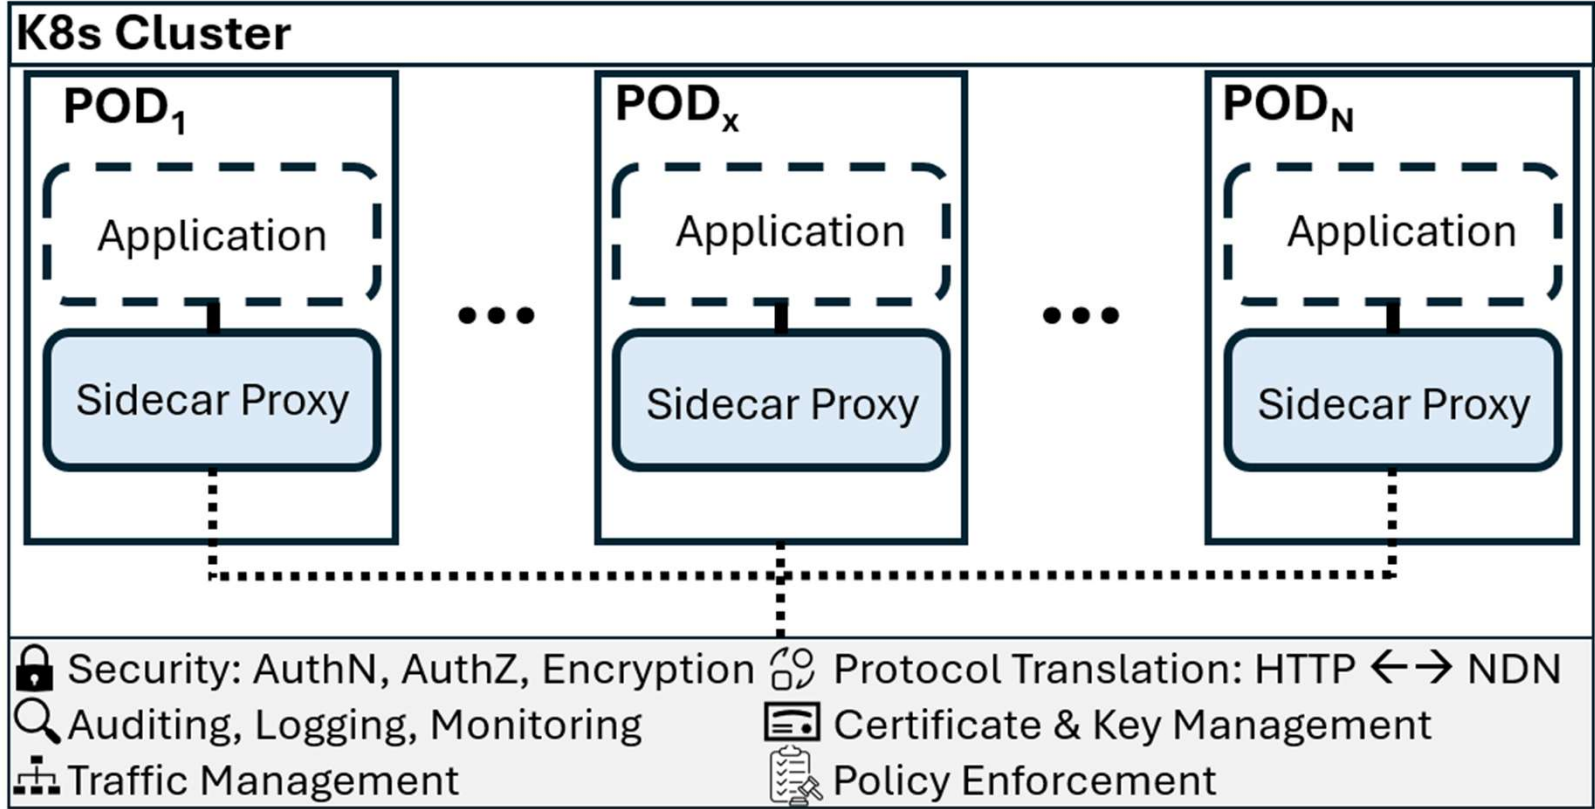 K8s Cluster
POD1
PODx
PODN
Application
Application
Application
Sidecar Proxy
Sidecar Proxy
Sidecar Proxy
Security: AuthN, AuthZ, Encryption
Protocol Translation: HTTP ←→ NDN
Auditing, Logging, Monitoring
Certificate & Key Management
Traffic Management
Policy Enforcement